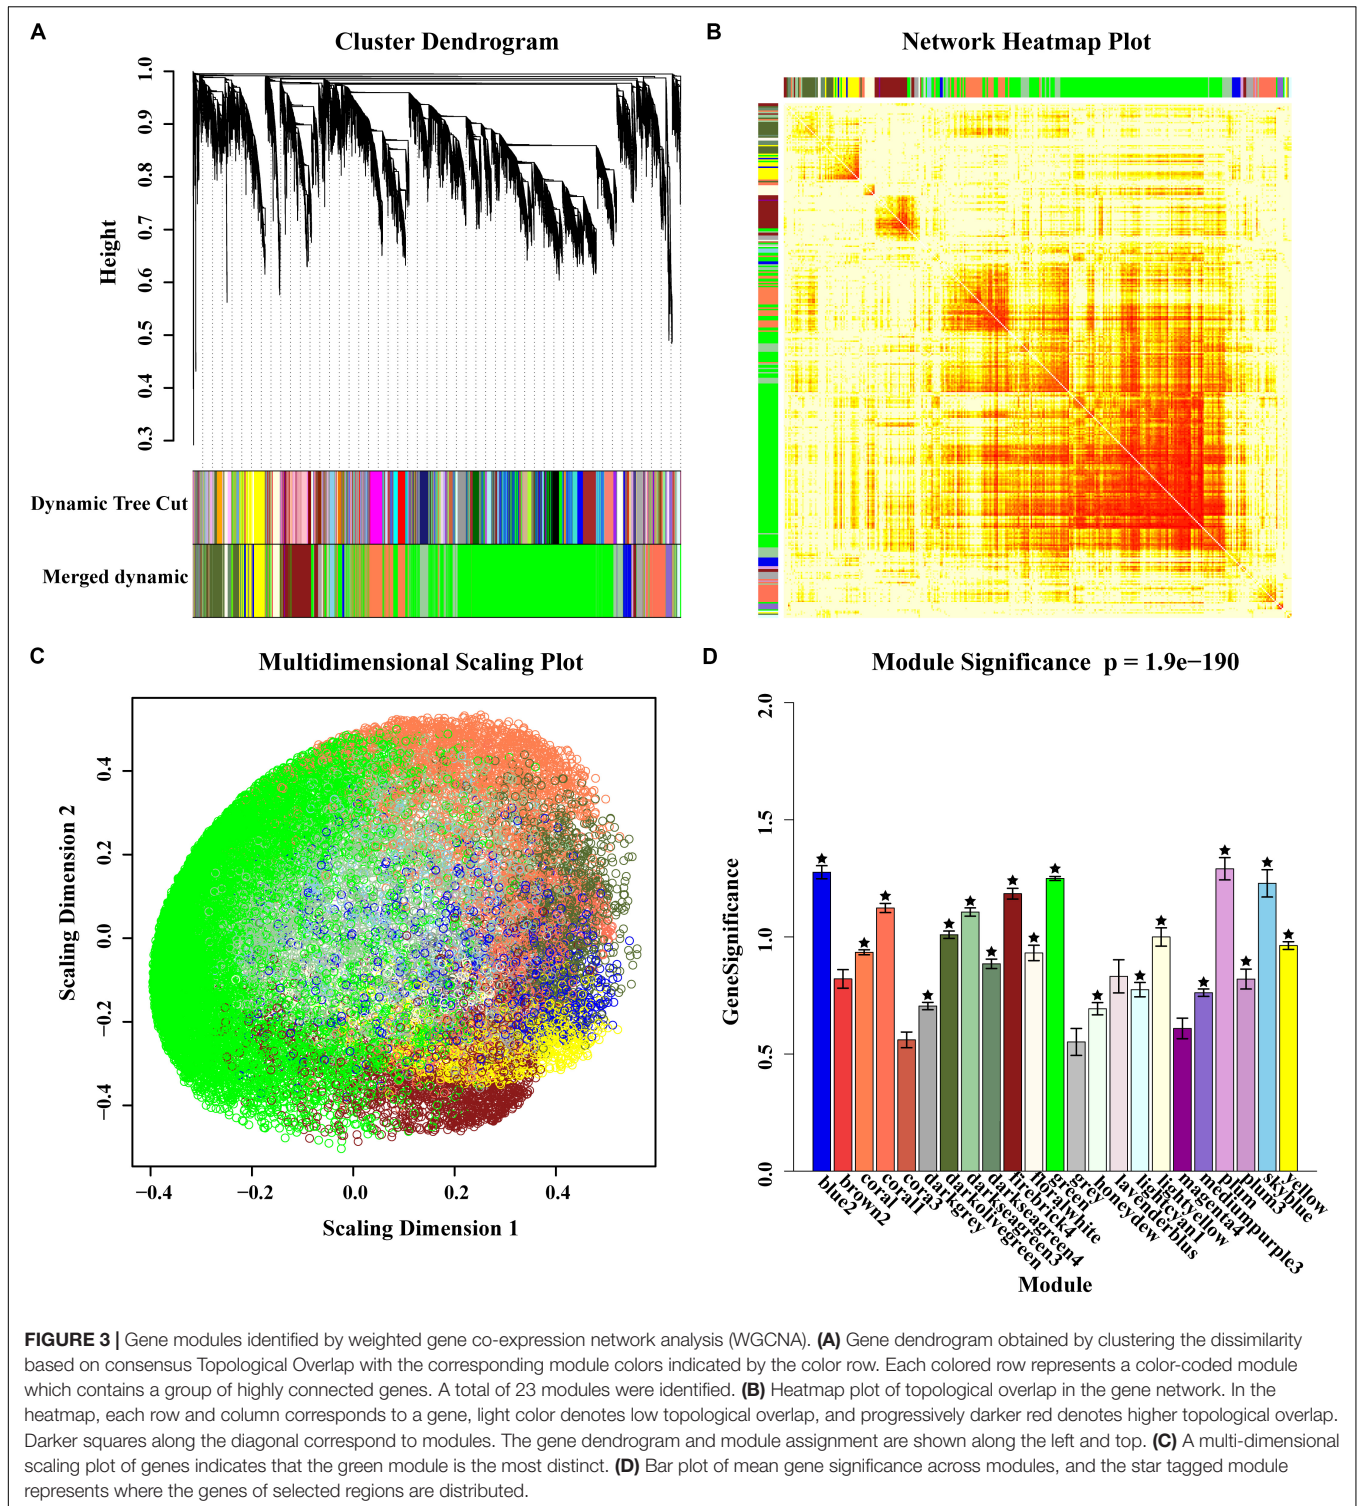 A
Cluster Dendrogram
1.0
0.9
0.8
0.7
0.6
0.5
0.4
0.3
Height
Dynamic Tree Cut
Merged dynamic
B
Network Heatmap Plot
C
Multidimensional Scaling Plot
0.4
0.2
0.0
−0.2
−0.4
Scaling Dimension 2
−0.4
−0.2
0.0
0.2
0.4
Scaling Dimension 1
D
Module Significance p = 1.9e−190
2.0
1.5
1.0
0.5
0.0
GeneSignificance
blue2
brown2
coral
coral1
cora3
darkgrey
darkolivegreen
darkseagreen3
darkseagreen4
firebrick4
floralwhite
green
grey
honeydew
lavenderblus
lightcyan1
lightyellow
magenta4
mediumpurple3
plum
plum3
skyblue
yellow
Module
FIGURE 3 | Gene modules identified by weighted gene co-expression network analysis (WGCNA). (A) Gene dendrogram obtained by clustering the dissimilarity
based on consensus Topological Overlap with the corresponding module colors indicated by the color row. Each colored row represents a color-coded module
which contains a group of highly connected genes. A total of 23 modules were identified. (B) Heatmap plot of topological overlap in the gene network. In the
heatmap, each row and column corresponds to a gene, light color denotes low topological overlap, and progressively darker red denotes higher topological overlap.
Darker squares along the diagonal correspond to modules. The gene dendrogram and module assignment are shown along the left and top. (C) A multi-dimensional
scaling plot of genes indicates that the green module is the most distinct. (D) Bar plot of mean gene significance across modules, and the star tagged module
represents where the genes of selected regions are distributed.